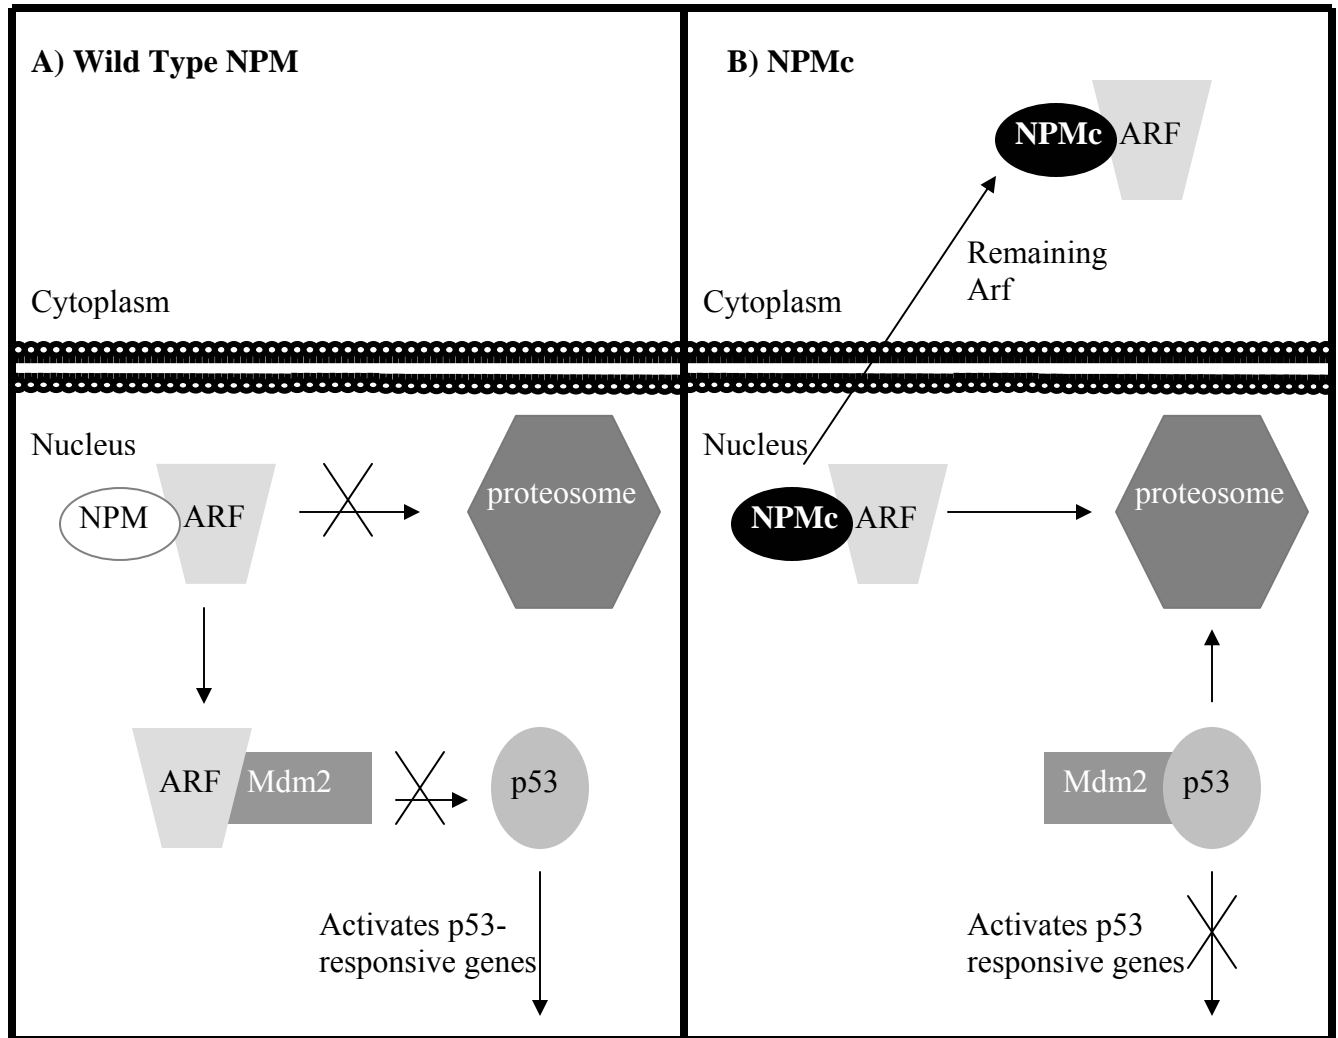 A) Wild Type NPM
Cytoplasm
Nucleus
NPM
ARF
proteosome
ARF
Mdm2
p53
Activates p53-
responsive genes
B) NPMc
NPMc
ARF
Remaining
Arf
Cytoplasm
Nucleus
NPMc
ARF
proteosome
Mdm2
p53
Activates p53
responsive genes